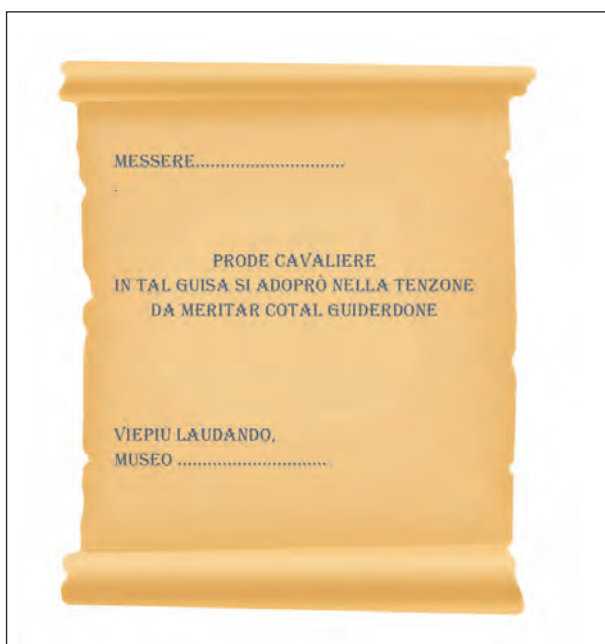 MESSERE..............................
.
PRODE CAVALIERE
IN TAL GUISA SI ADOPRÒ NELLA TENZONE
DA MERITAR COTAL GUIDERDONE
VIEPIÙ LAUDANDO,
MUSEO ..............................